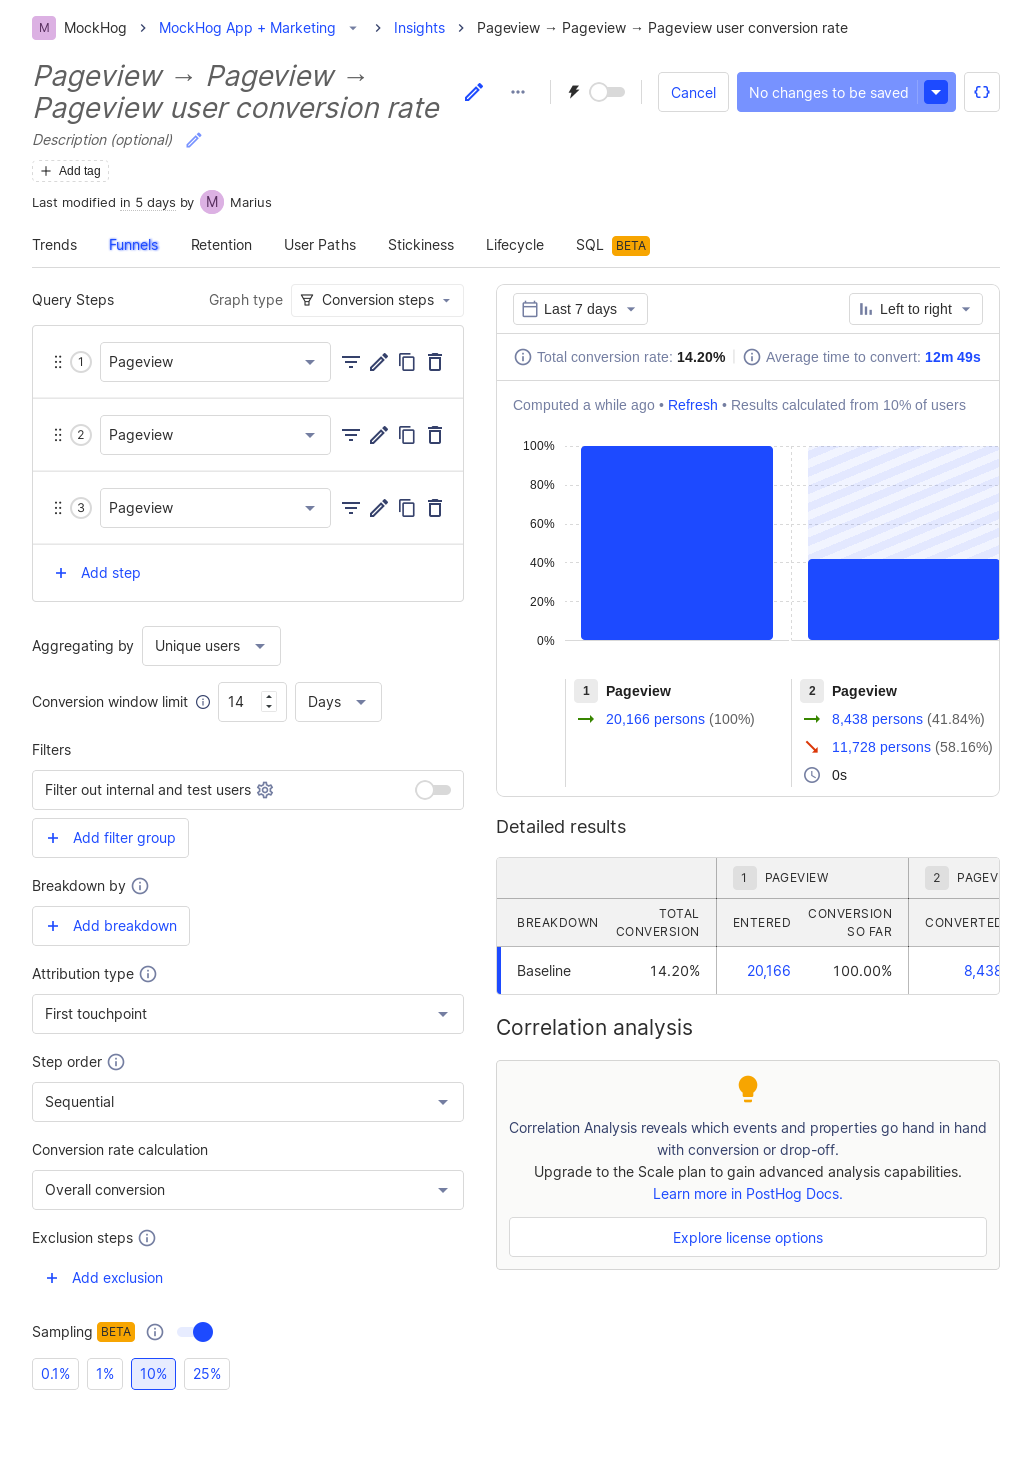 M MockHog > MockHog App + Marketing > Insights > Pageview → Pageview → Pageview user conversion rate
Pageview → Pageview →
Pageview user conversion rate
Cancel
No changes to be saved
Description (optional)
Add tag
Last modified in 5 days by M Marius
Trends Funnels Retention User Paths Stickiness Lifecycle SQL BETA
Query Steps
Graph type Conversion steps
1 Pageview
2 Pageview
3 Pageview
Add step
Aggregating by Unique users
Conversion window limit 14 Days
Filters
Filter out internal and test users
Add filter group
Breakdown by
Add breakdown
Attribution type
First touchpoint
Step order
Sequential
Conversion rate calculation
Overall conversion
Exclusion steps
Add exclusion
Sampling BETA
0.1% 1% 10% 25%
Last 7 days
Left to right
Total conversion rate: 14.20%
Average time to convert: 12m 49s
Computed a while ago • Refresh • Results calculated from 10% of users
100%
80%
60%
40%
20%
0%
1 Pageview
20,166 persons (100%)
2 Pageview
8,438 persons (41.84%)
11,728 persons (58.16%)
0s
Detailed results
1 PAGEVIEW 2 PAGEV
BREAKDOWN TOTAL CONVERSION ENTERED CONVERSION SO FAR CONVERTED
Baseline 14.20% 20,166 100.00% 8,438
Correlation analysis
Correlation Analysis reveals which events and properties go hand in hand
with conversion or drop-off.
Upgrade to the Scale plan to gain advanced analysis capabilities.
Learn more in PostHog Docs.
Explore license options